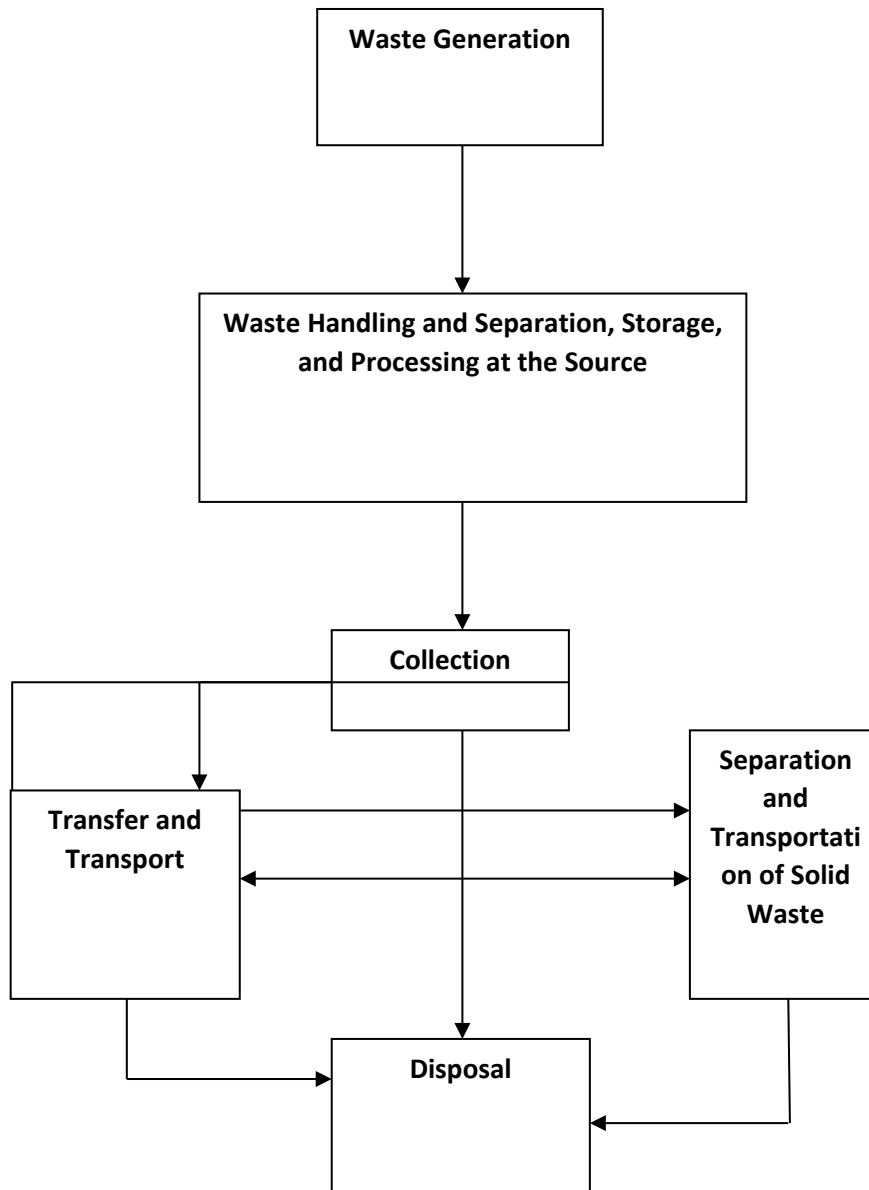 Waste Generation
Waste Handling and Separation, Storage,
and Processing at the Source
Collection
Transfer and
Transport
Separation
and
Transportati
on of Solid
Waste
Disposal